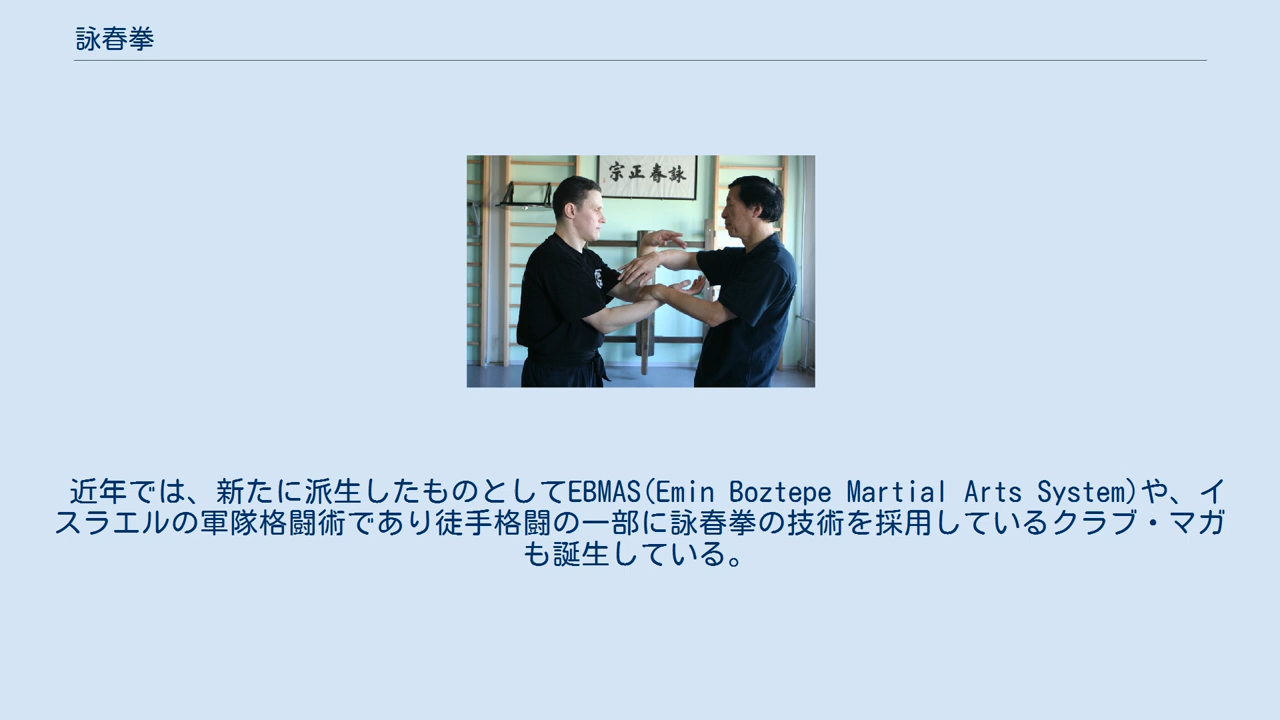 詠春拳
宗正春詠
近年では、新たに派生したものとしてEBMAS(Emin Boztepe Martial Arts System)や、イ
スラエルの軍隊格闘術であり徒手格闘の一部に詠春拳の技術を採用しているクラブ・マガ
も誕生している。